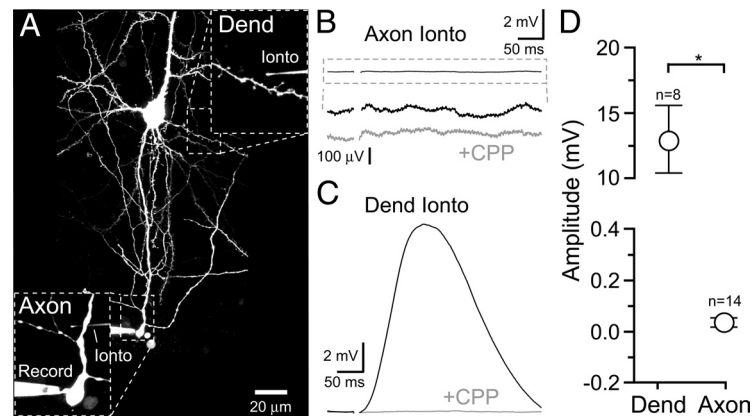 A
Dend
Ionto
Axon
Ionto
Record
20 µm
B
Axon Ionto
2 mV
50 ms
100 µV
+CPP
C
Dend Ionto
2 mV
50 ms
+CPP
D
Amplitude (mV)
20
15
10
0.4
0.2
0.0
-0.2
n=8
*
n=14
Dend Axon